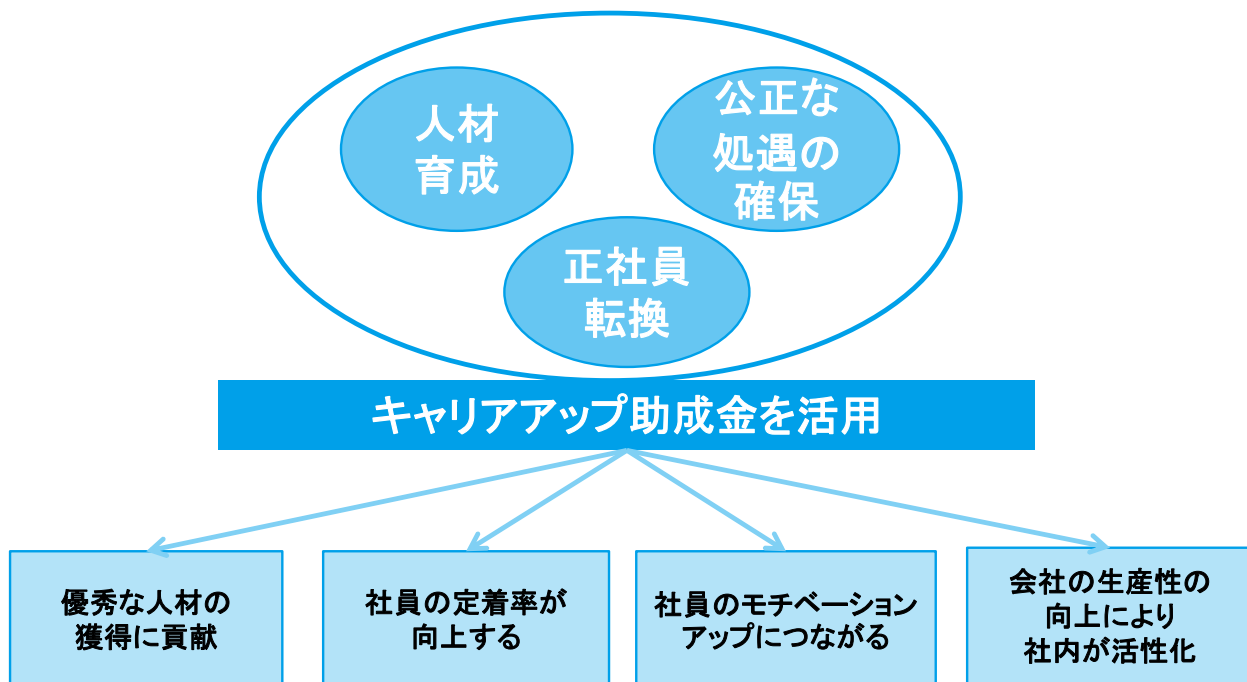 人材
育成
公正な
処遇の
確保
正社員
転換
キャリアアップ助成金を活用
優秀な人材の
獲得に貢献
社員の定着率が
向上する
社員のモチベーション
アップにつながる
会社の生産性の
向上により
社内が活性化